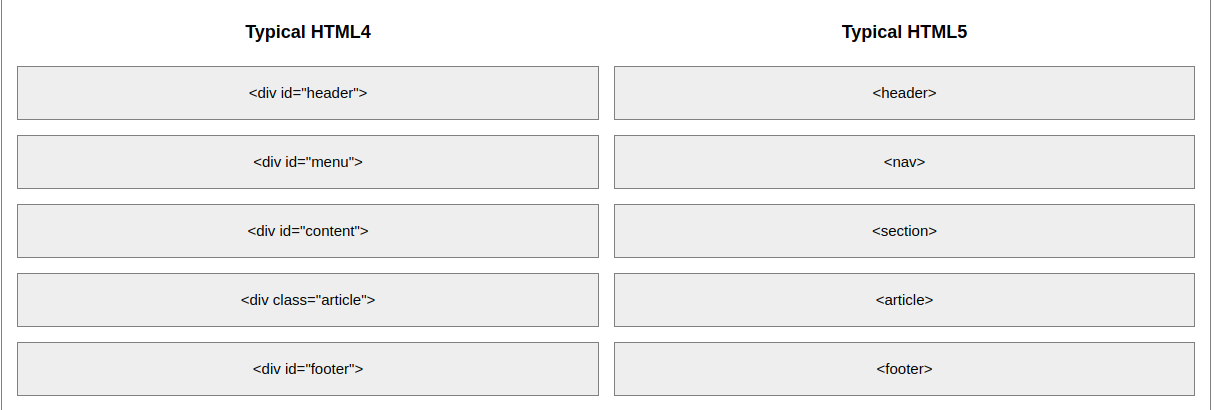 Typical HTML4
Typical HTML5
<div id="header">
<header>
<div id="menu">
<nav>
<div id="content">
<section>
<div class="article">
<article>
<div id="footer">
<footer>